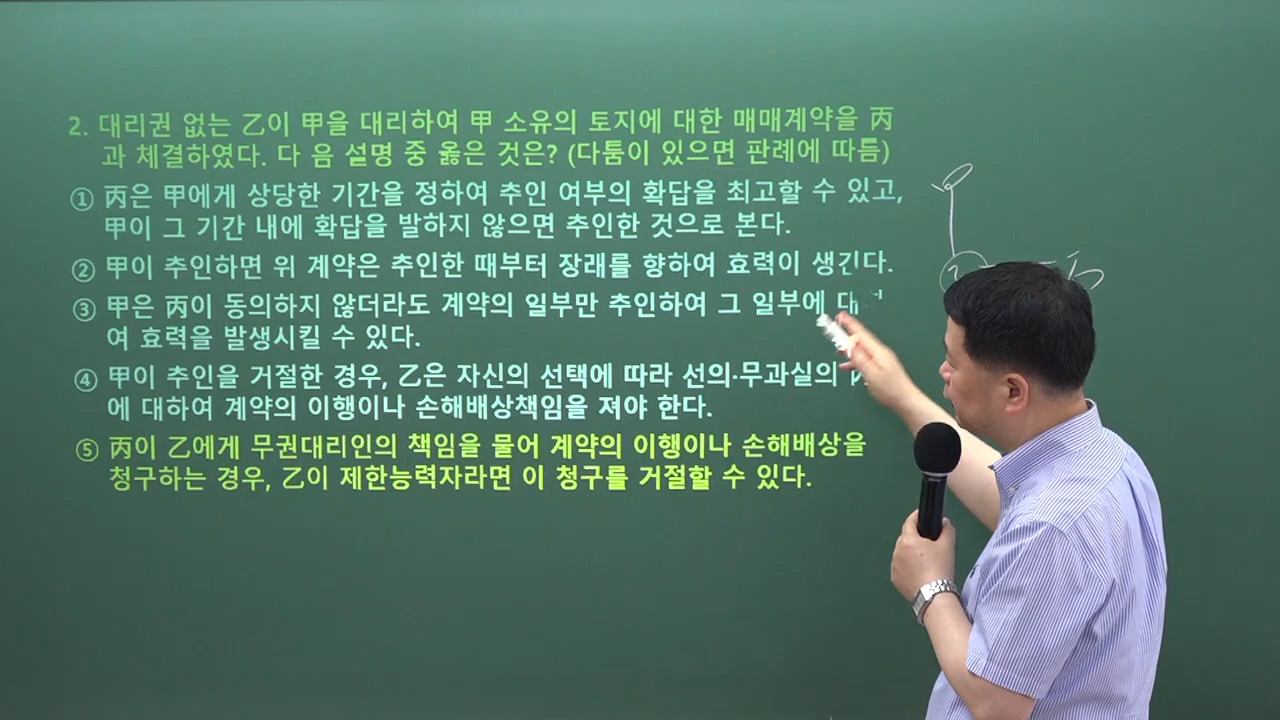 2. 대리권 없는 乙이 甲을 대리하여 甲 소유의 토지에 대한 매매계약을 丙
과 체결하였다. 다 음 설명 중 옳은 것은? (다툼이 있으면 판례에 따름)
① 丙은 甲에게 상당한 기간을 정하여 추인 여부의 확답을 최고할 수 있고,
甲이 그 기간 내에 확답을 발하지 않으면 추인한 것으로 본다.
② 甲이 추인하면 위 계약은 추인한 때부터 장래를 향하여 효력이 생긴다.
③ 甲은 丙이 동의하지 않더라도 계약의 일부만 추인하여 그 일부에
여 효력을 발생시킬 수 있다.
④ 甲이 추인을 거절한 경우, 乙은 자신의 선택에 따라 선의·무과실의
에 대하여 계약의 이행이나 손해배상책임을 져야 한다.
⑤ 丙이 乙에게 무권대리인의 책임을 물어 계약의 이행이나 손해배상을
청구하는 경우, 乙이 제한능력자라면 이 청구를 거절할 수 있다.